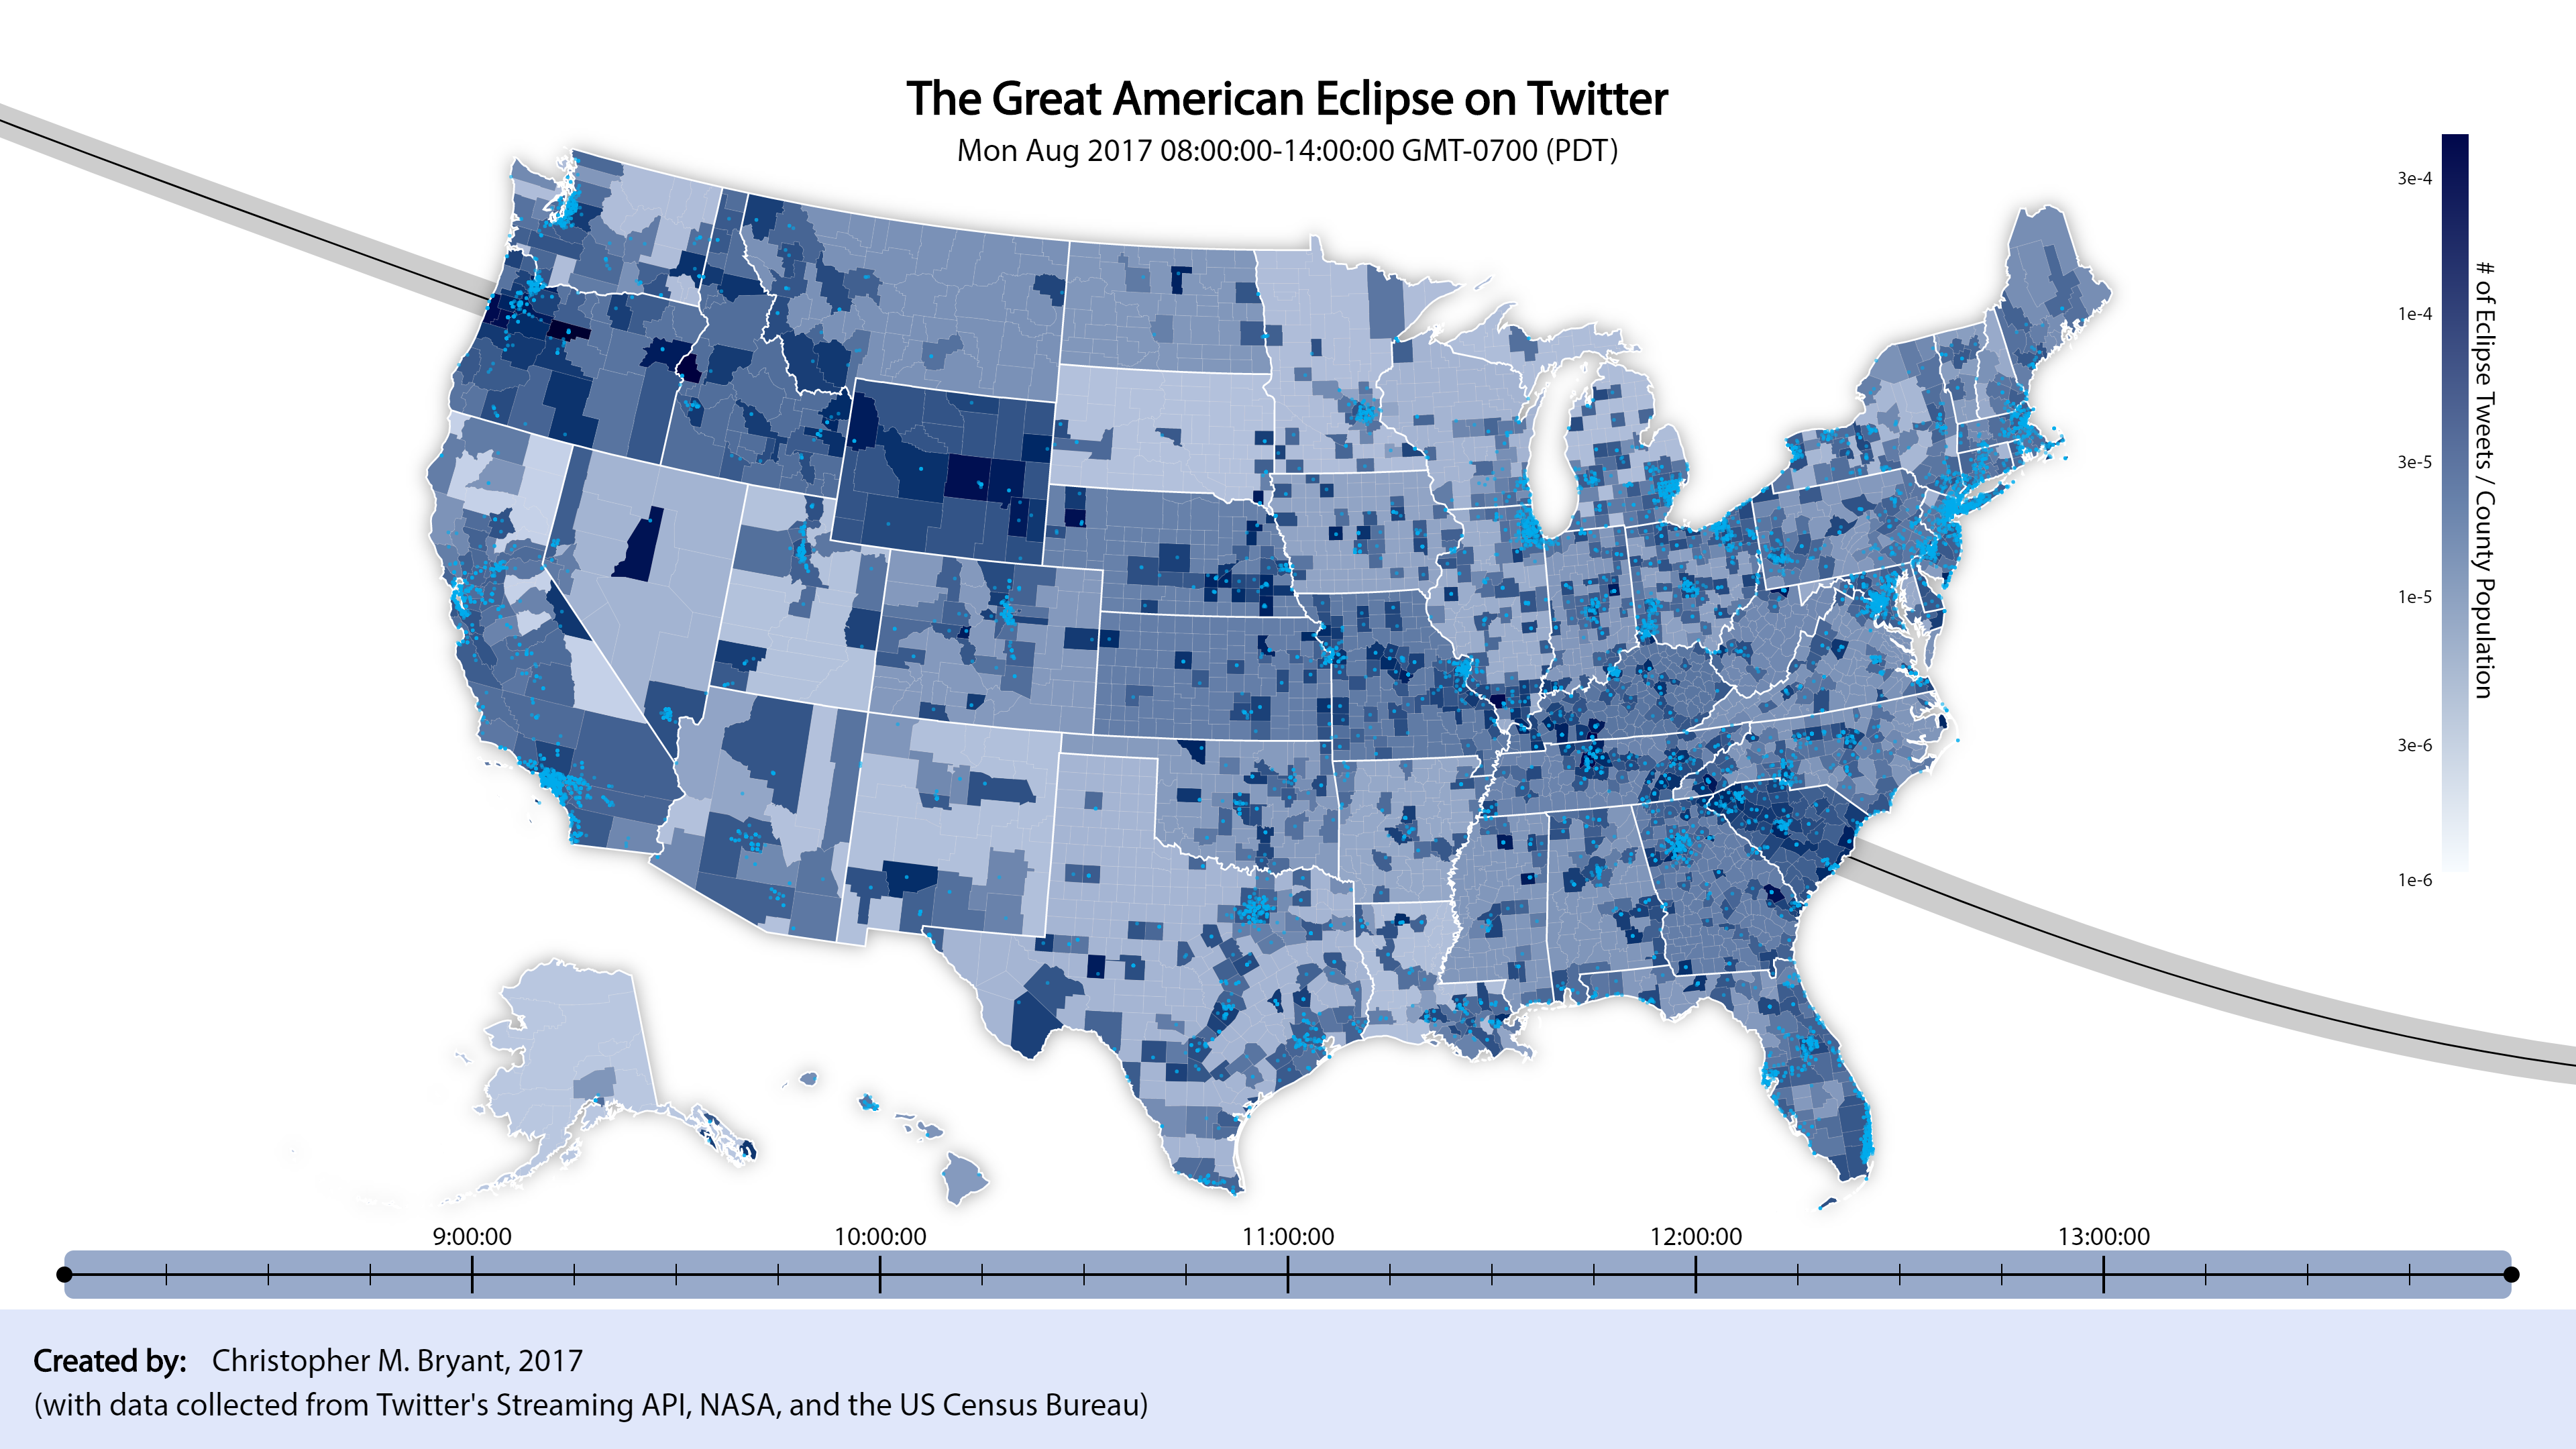 The Great American Eclipse on Twitter
Mon Aug 2017 08:00:00-14:00:00 GMT-0700 (PDT)
3e-4
1e-4
3e-5
1e-5
3e-6
1e-6
# of Eclipse Tweets / County Population
9:00:00
10:00:00
11:00:00
12:00:00
13:00:00
Created by: Christopher M. Bryant, 2017
(with data collected from Twitter's Streaming API, NASA, and the US Census Bureau)